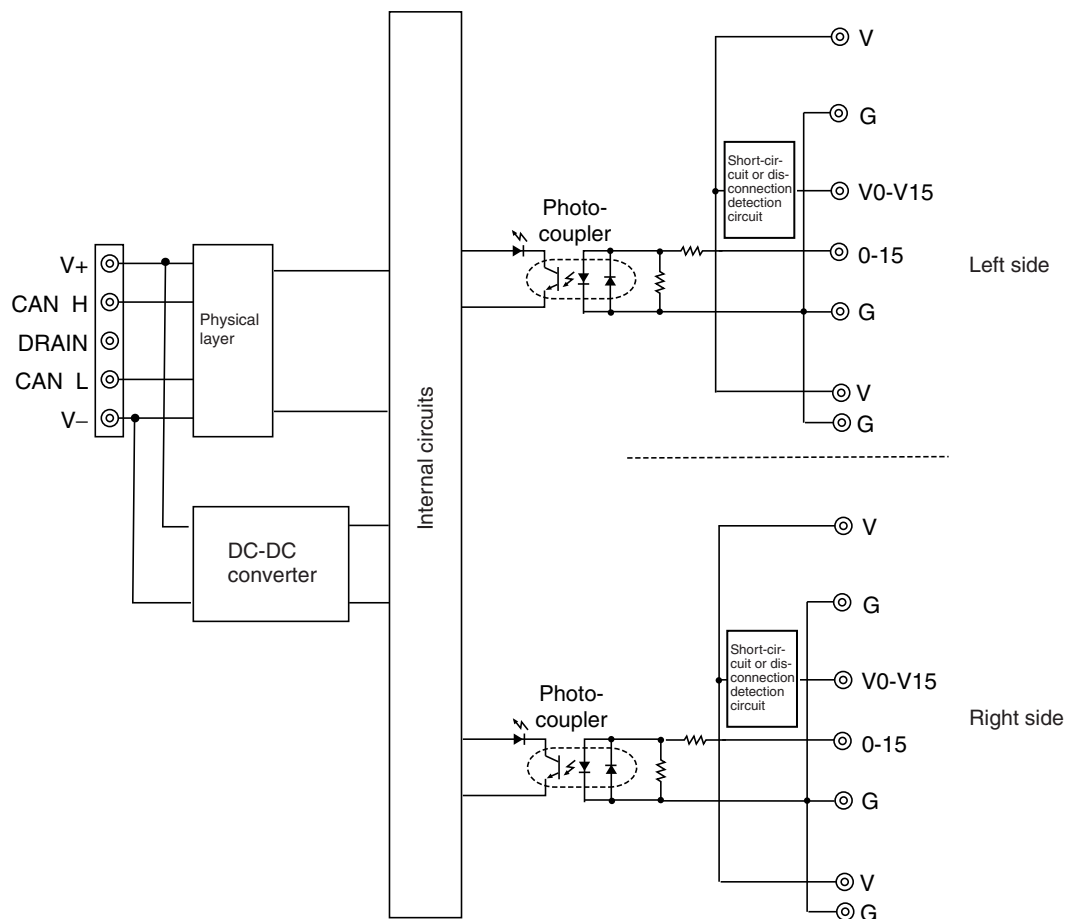 V+
CAN H
DRAIN
CAN L
V–
Physical
layer
DC-DC
converter
Internal circuits
Photo-
coupler
Short-cir-
cuit or dis-
connection
detection
circuit
V
G
V0-V15
0-15
G
V
G
Left side
Photo-
coupler
Short-cir-
cuit or dis-
connection
detection
circuit
V
G
V0-V15
0-15
G
V
G
Right side